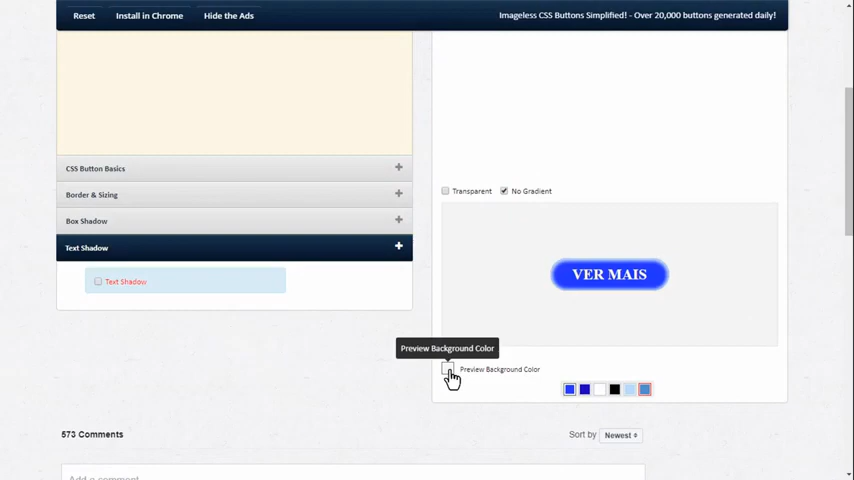 Reset Install in Chrome Hide the Ads Imageless CSS Buttons Simplified! - Over 20,000 buttons generated daily!
CSS Button Basics
Border & Sizing
Box Shadow
Text Shadow
Text Shadow
Transparent No Gradient
VER MAIS
Preview Background Color
Preview Background Color
573 Comments Sort by Newest
Add a comment